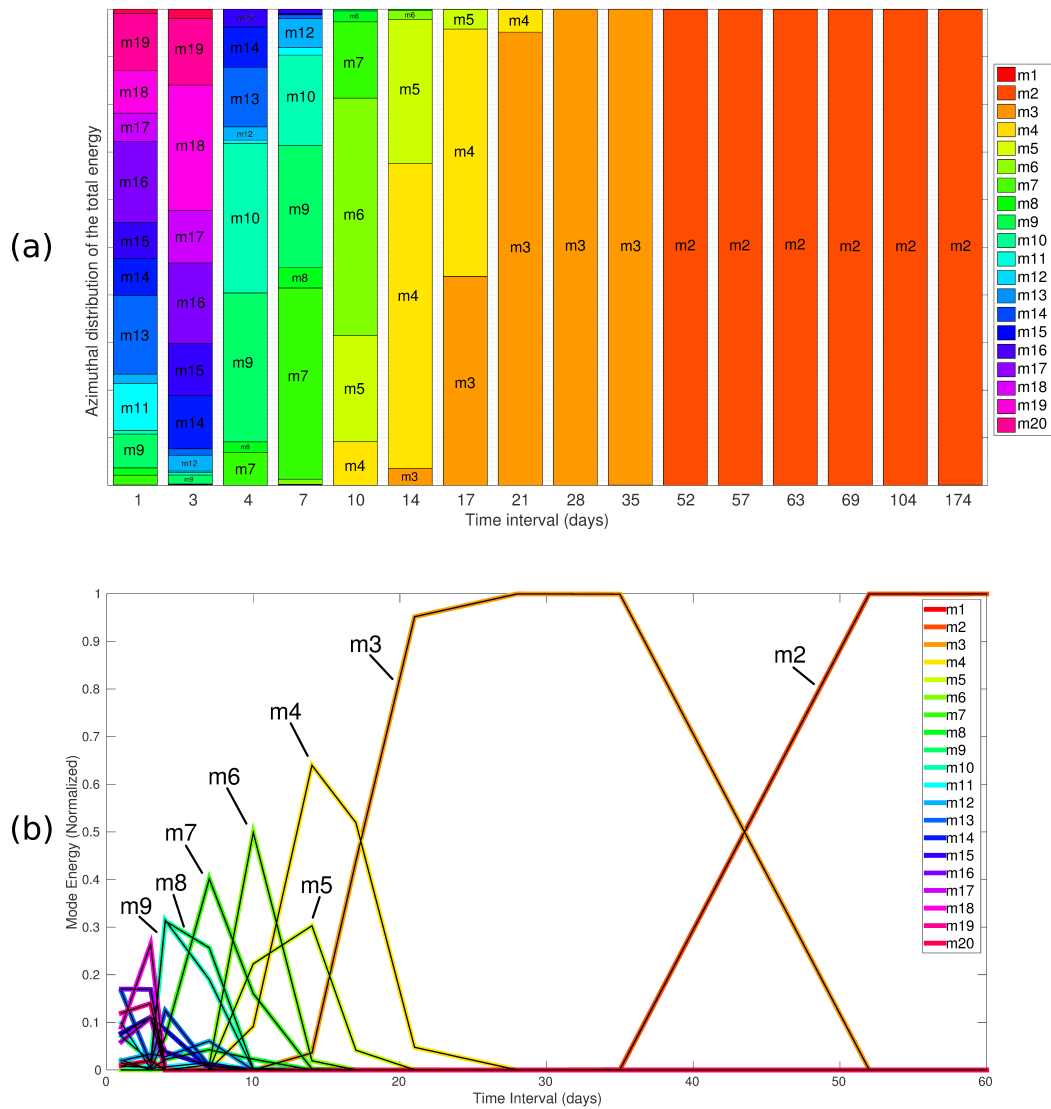 (a)
Azimuthal distribution of the total energy
m19
m18
m17
m16
m15
m14
m13
m11
m9
m19
m18
m17
m16
m15
m14
m12
m9
m15
m14
m13
m12
m10
m9
m8
m7
m12
m10
m9
m8
m7
m8
m7
m6
m5
m4
m6
m5
m4
m3
m5
m4
m3
m4
m3
m3
m3
m2
m2
m2
m2
m2
m2
1 3 4 7 10 14 17 21 28 35 52 57 63 69 104 174
Time interval (days)
m1
m2
m3
m4
m5
m6
m7
m8
m9
m10
m11
m12
m13
m14
m15
m16
m17
m18
m19
m20
(b)
Mode Energy (Normalized)
1
0.9
0.8
0.7
0.6
0.5
0.4
0.3
0.2
0.1
0
m3
m2
m4
m6
m7
m8
m5
m9
0 10 20 30 40 50 60
Time Interval (days)
m1
m2
m3
m4
m5
m6
m7
m8
m9
m10
m11
m12
m13
m14
m15
m16
m17
m18
m19
m20